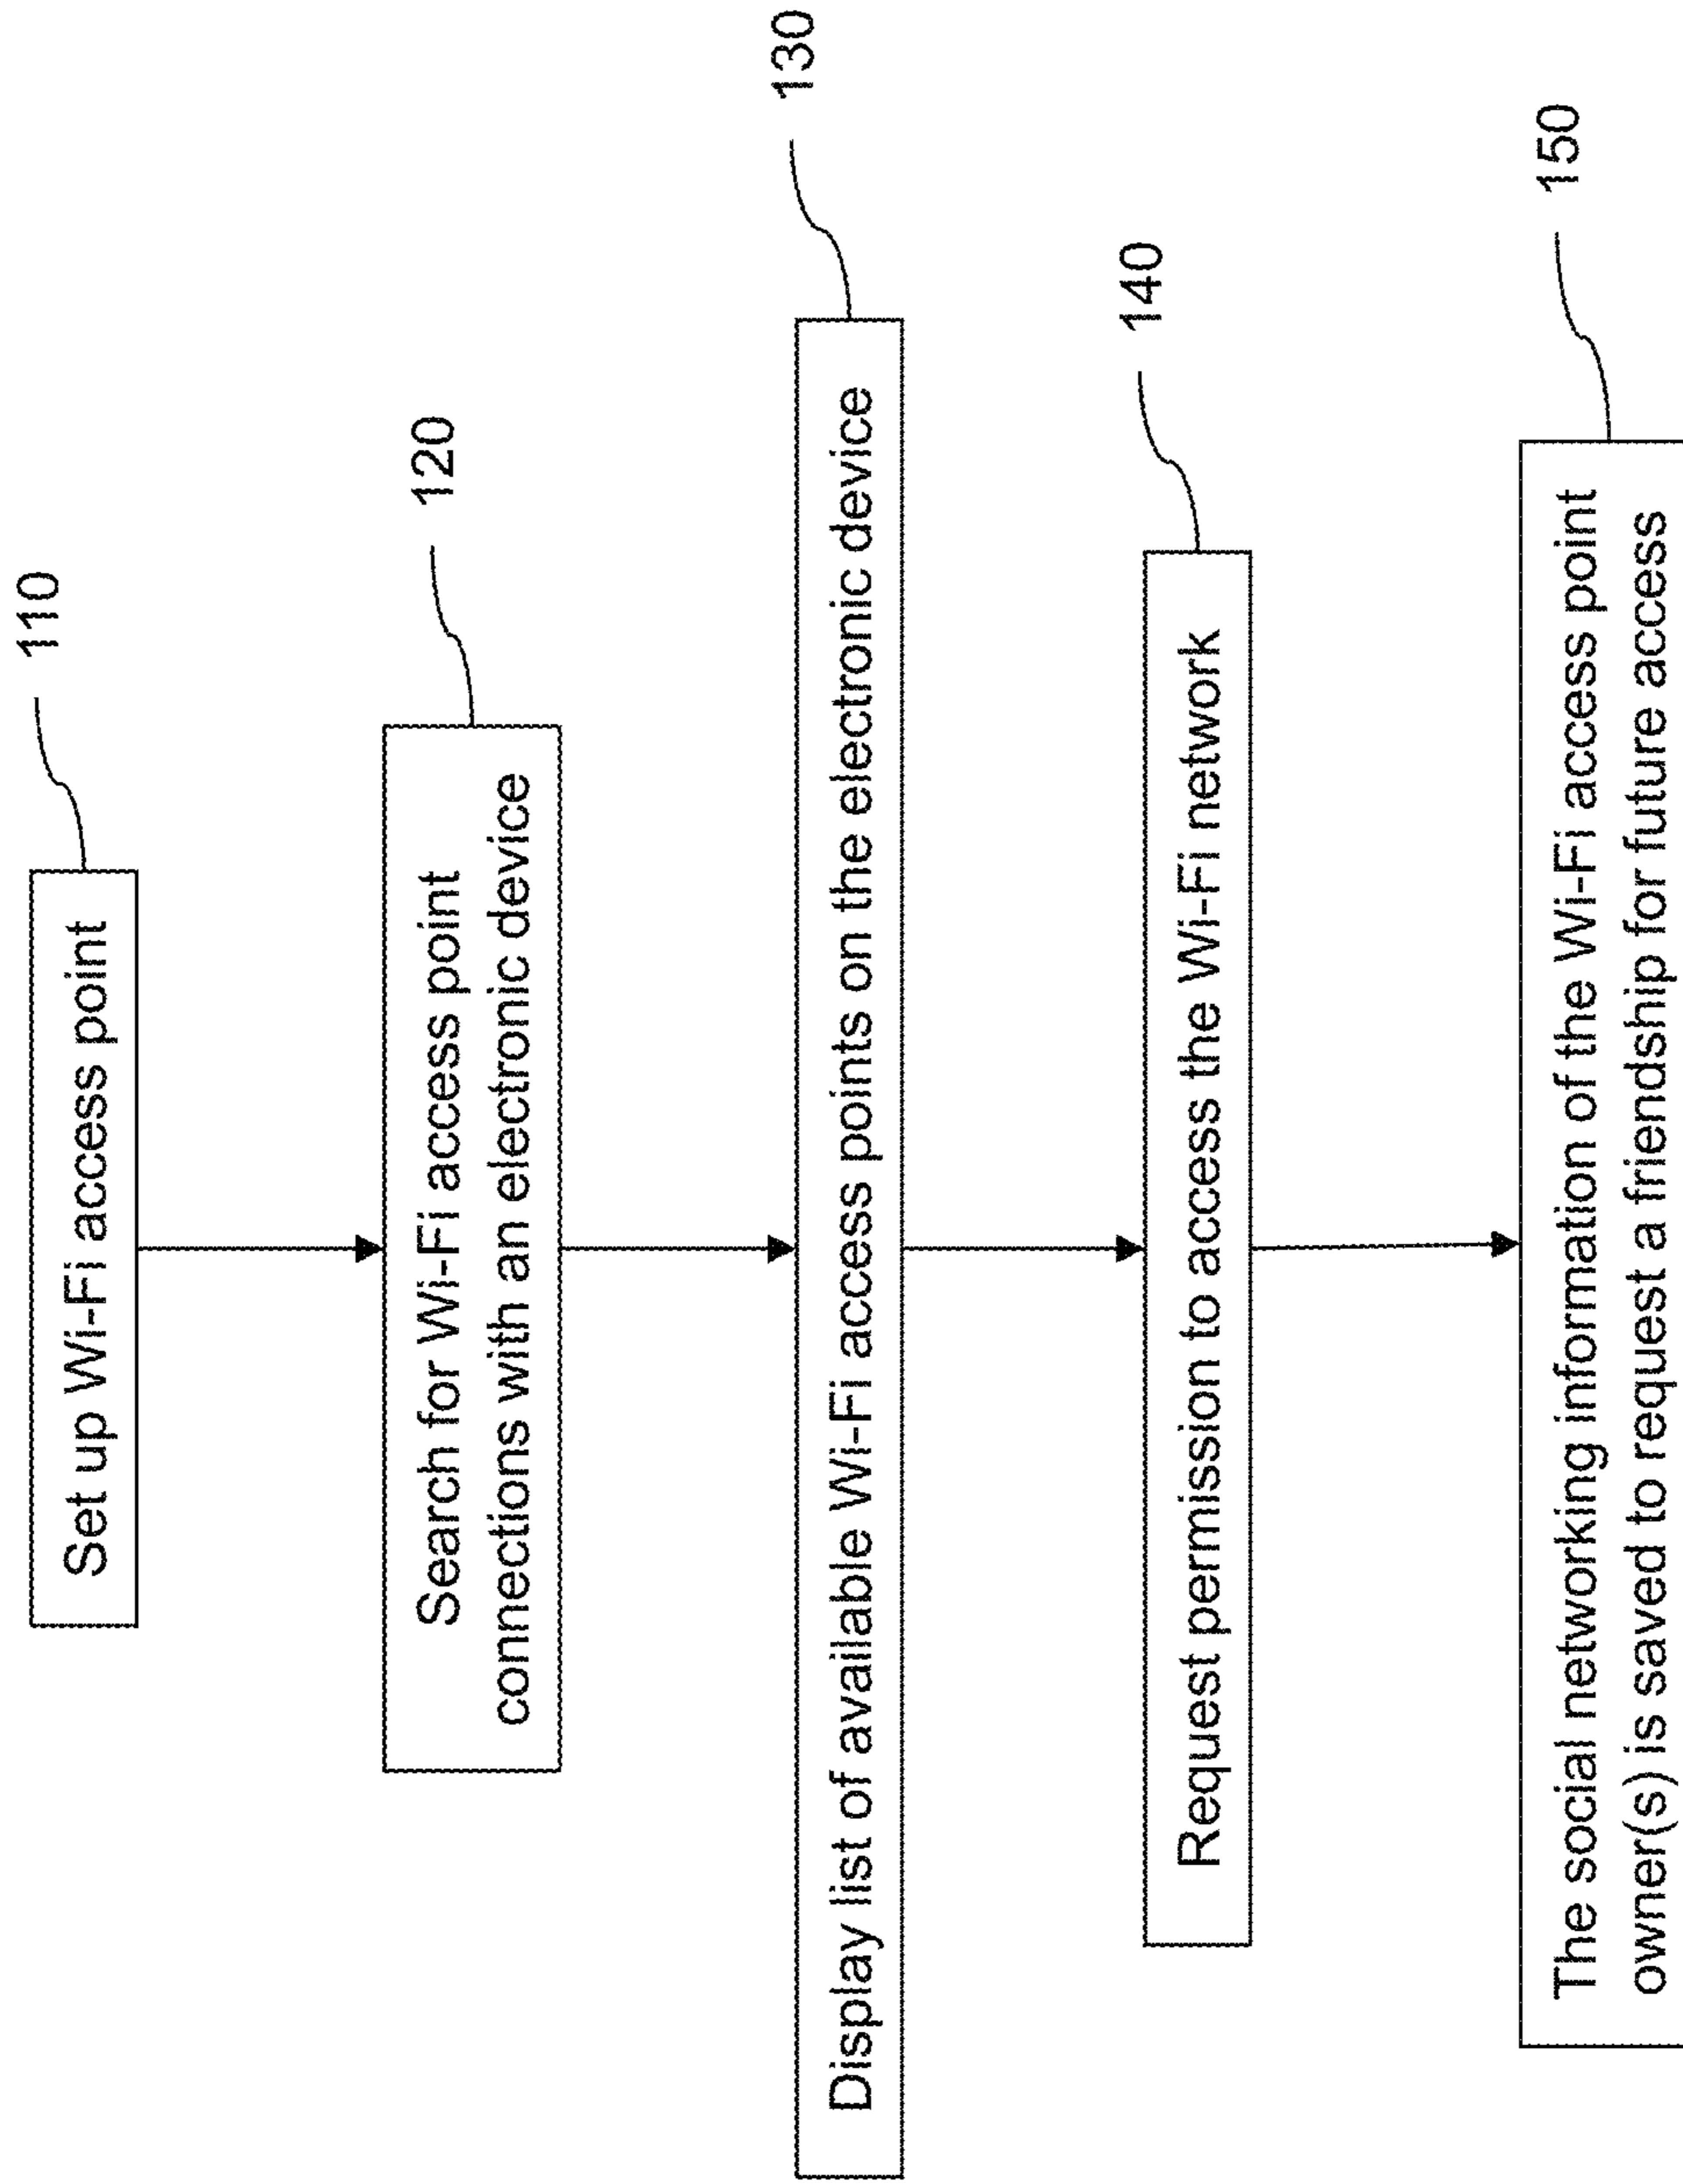 110
Set up Wi-Fi access point
120
Search for Wi-Fi access point
connections with an electronic device
130
Display list of available Wi-Fi access points on the electronic device
140
Request permission to access the Wi-Fi network
150
The social networking information of the Wi-Fi access point
owner(s) is saved to request a friendship for future access